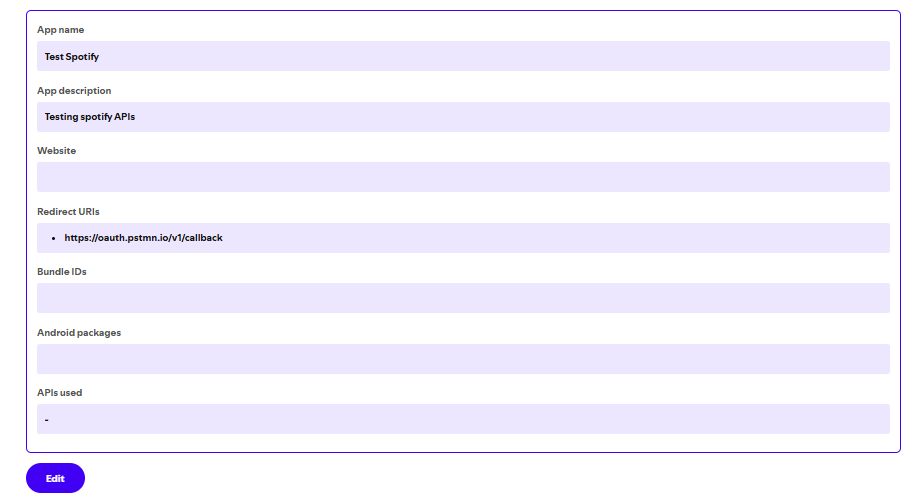 App name
Test Spotify
App description
Testing spotify APIs
Website
Redirect URIs
• https://oauth.pstmn.io/v1/callback
Bundle IDs
Android packages
APIs used
-
Edit